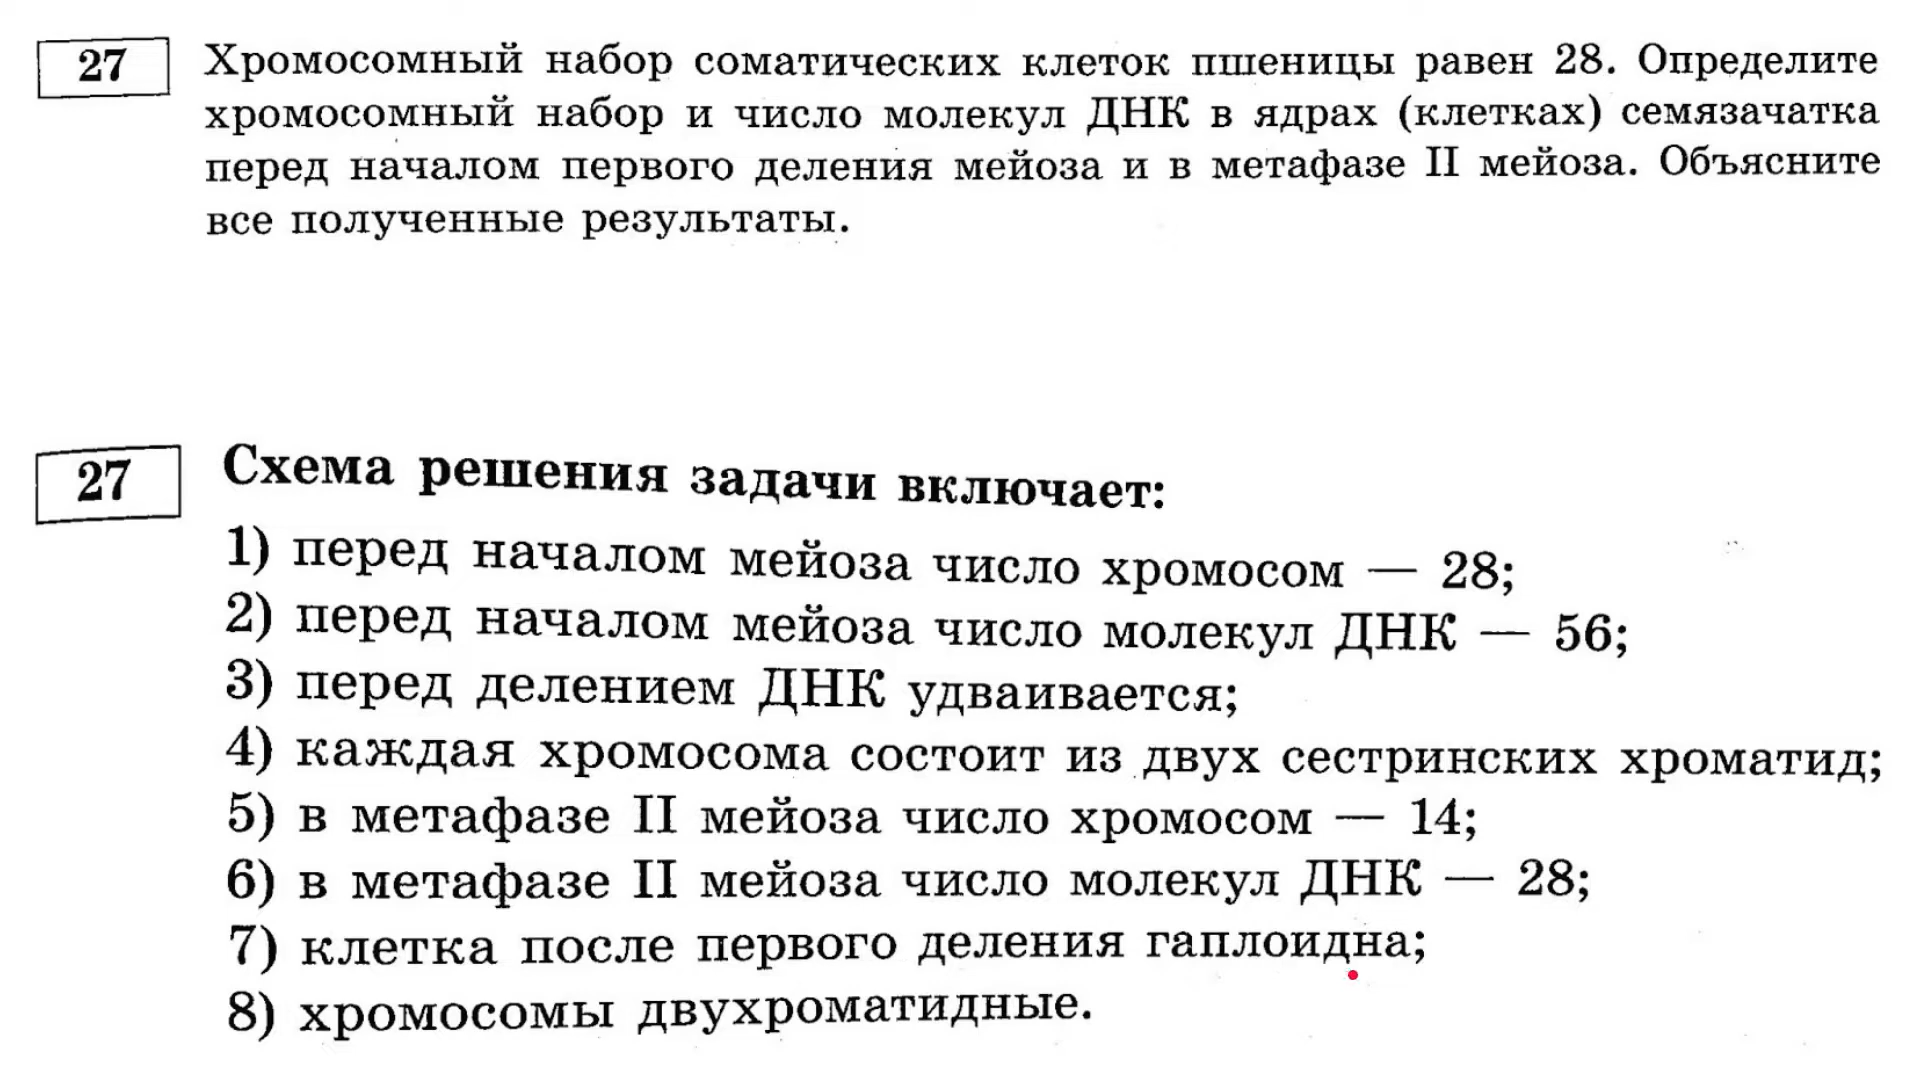 27
Хромосомный набор соматических клеток пшеницы равен 28. Определите
хромосомный набор и число молекул ДНК в ядрах (клетках) семязачатка
перед началом первого деления мейоза и в метафазе II мейоза. Объясните
все полученные результаты.
27
Схема решения задачи включает:
1) перед началом мейоза число хромосом — 28;
2) перед началом мейоза число молекул ДНК — 56;
3) перед делением ДНК удваивается;
4) каждая хромосома состоит из двух сестринских хроматид;
5) в метафазе II мейоза число хромосом — 14;
6) в метафазе II мейоза число молекул ДНК — 28;
7) клетка после первого деления гаплоидна;
8) хромосомы двухроматидные.